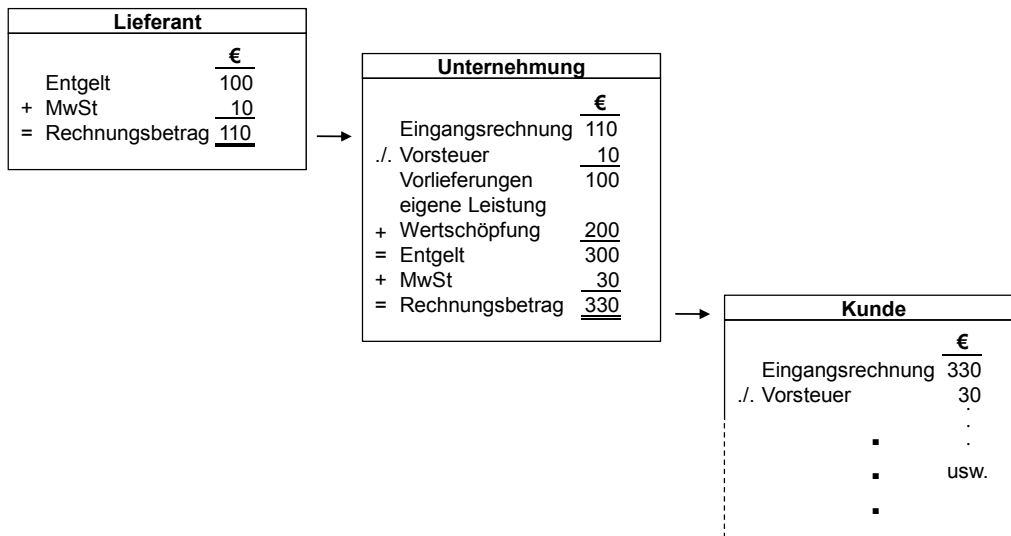 Lieferant
€
Entgelt 100
+ MwSt 10
= Rechnungsbetrag 110
Unternehmung
€
Eingangsrechnung 110
./. Vorsteuer 10
Vorlieferungen 100
eigene Leistung
+ Wertschöpfung 200
= Entgelt 300
+ MwSt 30
= Rechnungsbetrag 330
Kunde
€
Eingangsrechnung 330
./. Vorsteuer 30
usw.